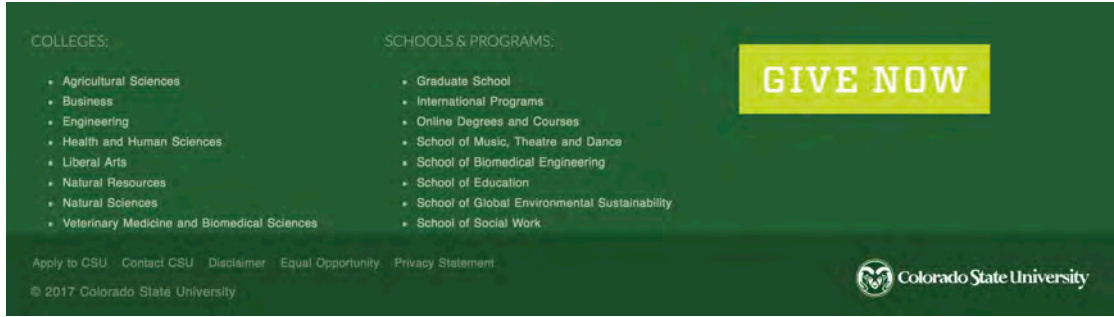 COLLEGES:
Agricultural Sciences
Business
Engineering
Health and Human Sciences
Liberal Arts
Natural Resources
Natural Sciences
Veterinary Medicine and Biomedical Sciences
SCHOOLS & PROGRAMS:
Graduate School
International Programs
Online Degrees and Courses
School of Music, Theatre and Dance
School of Biomedical Engineering
School of Education
School of Global Environmental Sustainability
School of Social Work
GIVE NOW
Apply to CSU Contact CSU Disclaimer Equal Opportunity Privacy Statement
© 2017 Colorado State University
Colorado State University